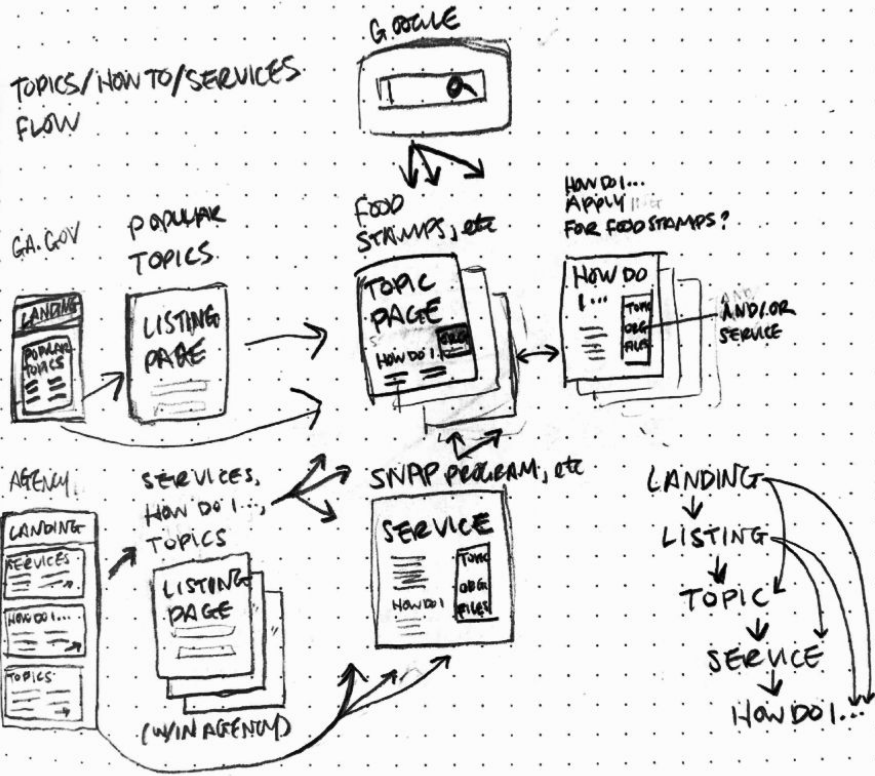 GOOGLE
TOPICS/HOW TO/SERVICES
FLOW
GA.GOV
POPULAR
TOPICS
LANDING
POPULAR
TOPICS
LISTING
PAGE
FOOD
STAMPS, etc
TOPIC
PAGE
ORG
HOW DO I...
HOW DO I...
APPLY
FOR FOOD STAMPS?
HOW DO
I...
TOPIC
ORG
FILES
AND/OR
SERVICE
AGENCY
LANDING
SERVICES
HOW DO I...
TOPICS
SERVICES,
HOW DO I...,
TOPICS
LISTING
PAGE
(W/IN AGENCY)
SNAP PROGRAM, etc
SERVICE
HOW DO I
TOPIC
ORG
FILES
LANDING
LISTING
TOPIC
SERVICE
HOW DO I...